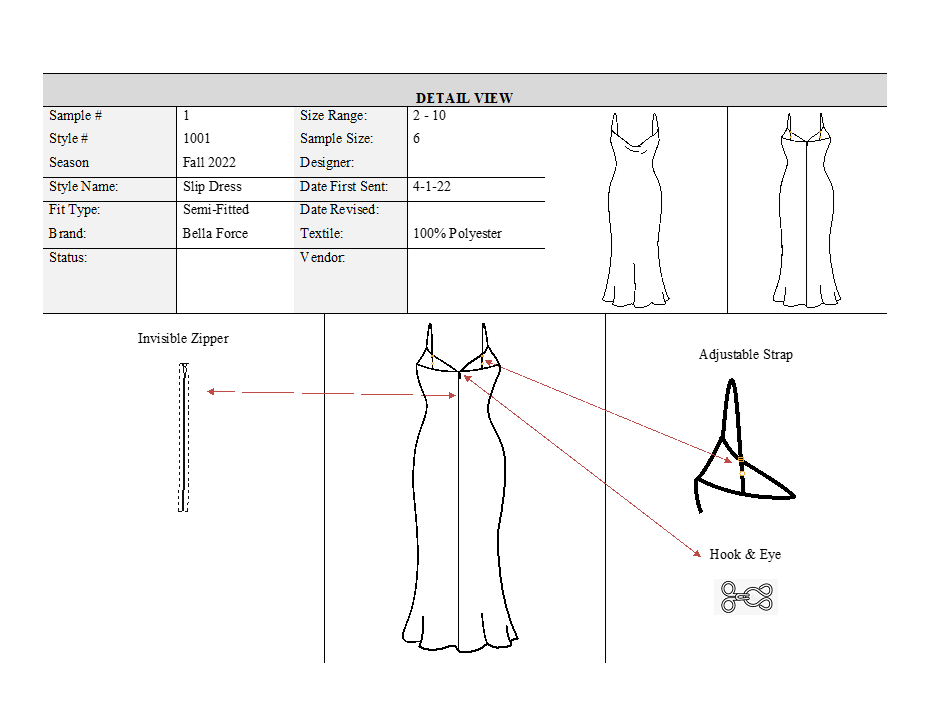 DETAIL VIEW
Sample # 1 Size Range: 2 - 10
Style # 1001 Sample Size: 6
Season Fall 2022 Designer:
Style Name: Slip Dress Date First Sent: 4-1-22
Fit Type: Semi-Fitted Date Revised:
Brand: Bella Force Textile: 100% Polyester
Status: Vendor:
Invisible Zipper
Adjustable Strap
Hook & Eye